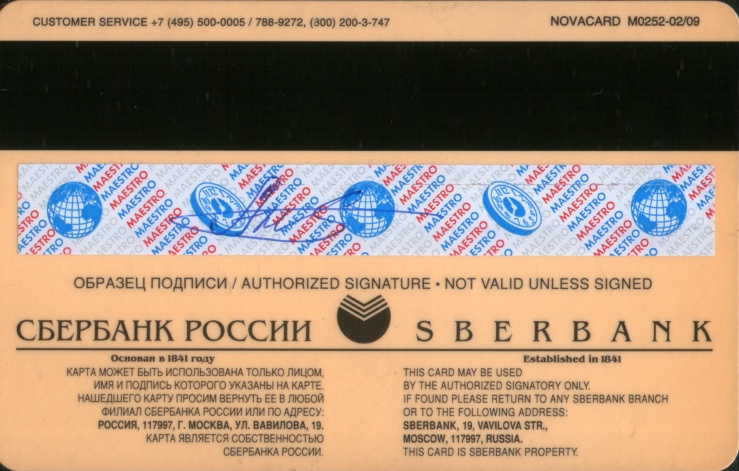 CUSTOMER SERVICE +7 (495) 500-0005 / 788-9272, (800) 200-3-747
NOVACARD M0252-02/09
MAESTRO MAESTRO MAESTRO MAESTRO MAESTRO
ОБРАЗЕЦ ПОДПИСИ / AUTHORIZED SIGNATURE • NOT VALID UNLESS SIGNED
СБЕРБАНК РОССИИ
Основан в 1841 году
КАРТА МОЖЕТ БЫТЬ ИСПОЛЬЗОВАНА ТОЛЬКО ЛИЦОМ,
ИМЯ И ПОДПИСЬ КОТОРОГО УКАЗАНЫ НА КАРТЕ.
НАШЕДШЕГО КАРТУ ПРОСИМ ВЕРНУТЬ ЕЕ В ЛЮБОЙ
ФИЛИАЛ СБЕРБАНКА РОССИИ ИЛИ ПО АДРЕСУ:
РОССИЯ, 117997, Г. МОСКВА, УЛ. ВАВИЛОВА, 19.
КАРТА ЯВЛЯЕТСЯ СОБСТВЕННОСТЬЮ
СБЕРБАНКА РОССИИ.
SBERBANK
Established in 1841
THIS CARD MAY BE USED
BY THE AUTHORIZED SIGNATORY ONLY.
IF FOUND PLEASE RETURN TO ANY SBERBANK BRANCH
OR TO THE FOLLOWING ADDRESS:
SBERBANK, 19, VAVILOVA STR.,
MOSCOW, 117997, RUSSIA.
THIS CARD IS SBERBANK PROPERTY.